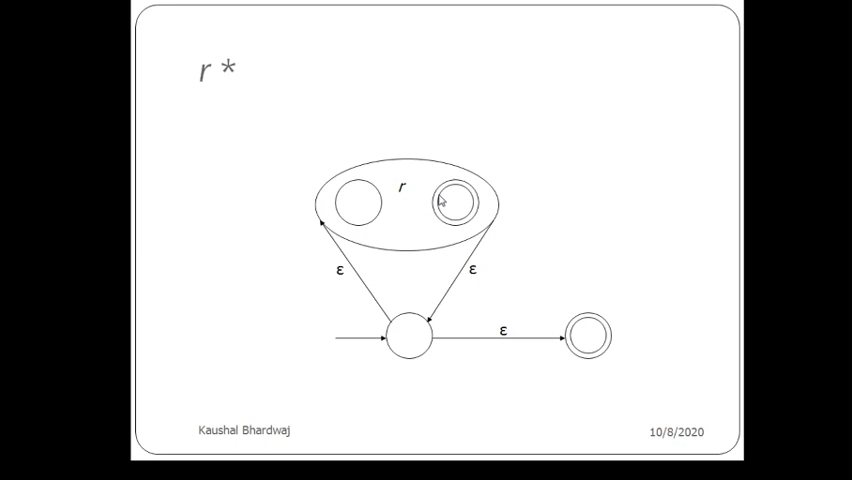 r *
r
ε
ε
ε
Kaushal Bhardwaj
10/8/2020